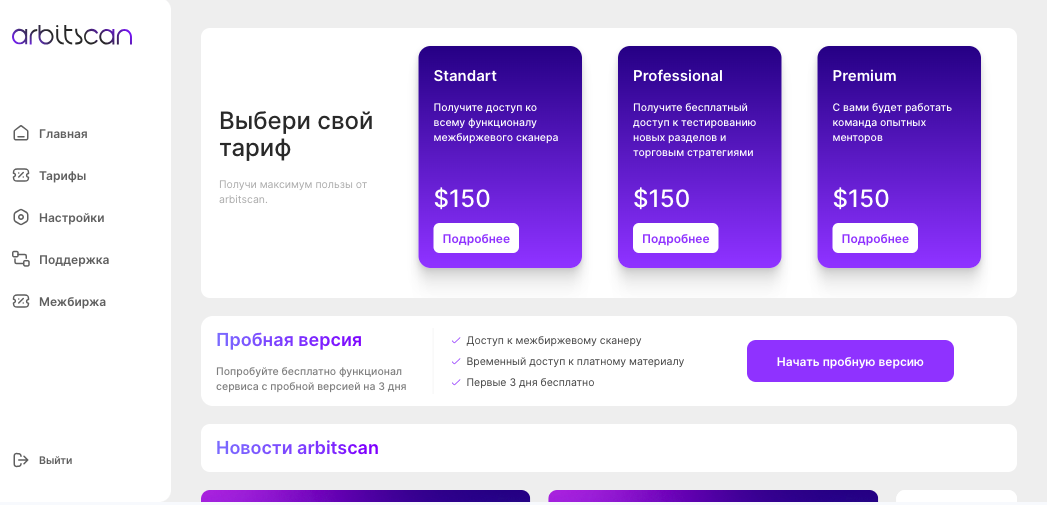 arbitscan
Главная
Тарифы
Настройки
Поддержка
Межбиржа
Выйти
Выбери свой
тариф
Получи максимум пользы от
arbitscan.
Standart
Получите доступ ко
всему функционалу
межбиржевого сканера
$150
Подробнее
Professional
Получите бесплатный
доступ к тестированию
новых разделов и
торговым стратегиями
$150
Подробнее
Premium
С вами будет работать
команда опытных
менторов
$150
Подробнее
Пробная версия
Попробуйте бесплатно функционал
сервиса с пробной версией на 3 дня
Доступ к межбиржевому сканеру
Временный доступ к платному материалу
Первые 3 дня бесплатно
Начать пробную версию
Новости arbitscan